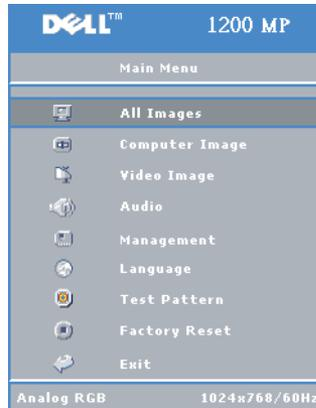 DELL™ 1200 MP
Main Menu
All Images
Computer Image
Video Image
Audio
Management
Language
Test Pattern
Factory Reset
Exit
Analog RGB 1024x768/60Hz